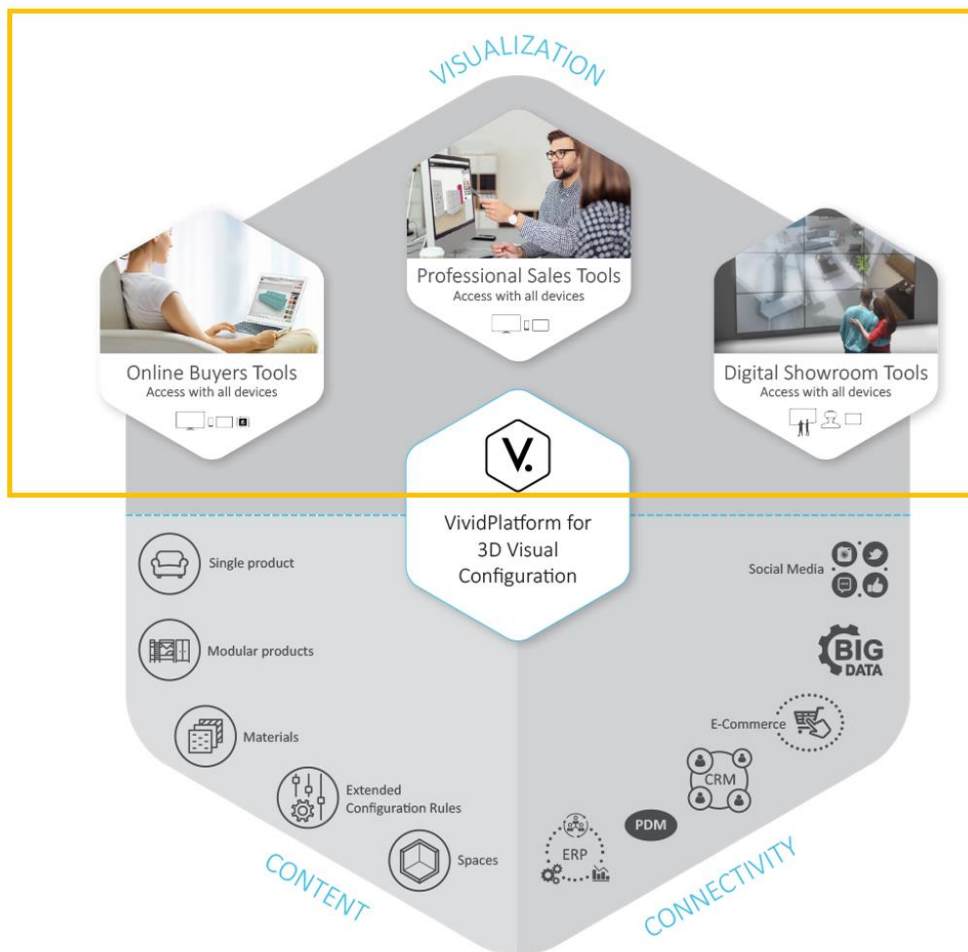 VISUALIZATION
Professional Sales Tools
Access with all devices
Online Buyers Tools
Access with all devices
Digital Showroom Tools
Access with all devices
V.
VividPlatform for
3D Visual
Configuration
Single product
Social Media
Modular products
BIG
DATA
Materials
E-Commerce
Extended
Configuration Rules
CRM
PDM
ERP
Spaces
CONTENT
CONNECTIVITY